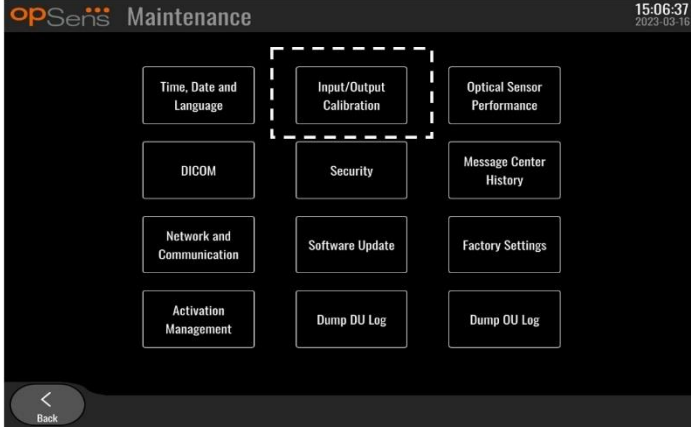 opSens Maintenance
15:06:37
2023-03-16
Time, Date and
Language
Input/Output
Calibration
Optical Sensor
Performance
DICOM
Security
Message Center
History
Network and
Communication
Software Update
Factory Settings
Activation
Management
Dump DU Log
Dump OU Log
Back